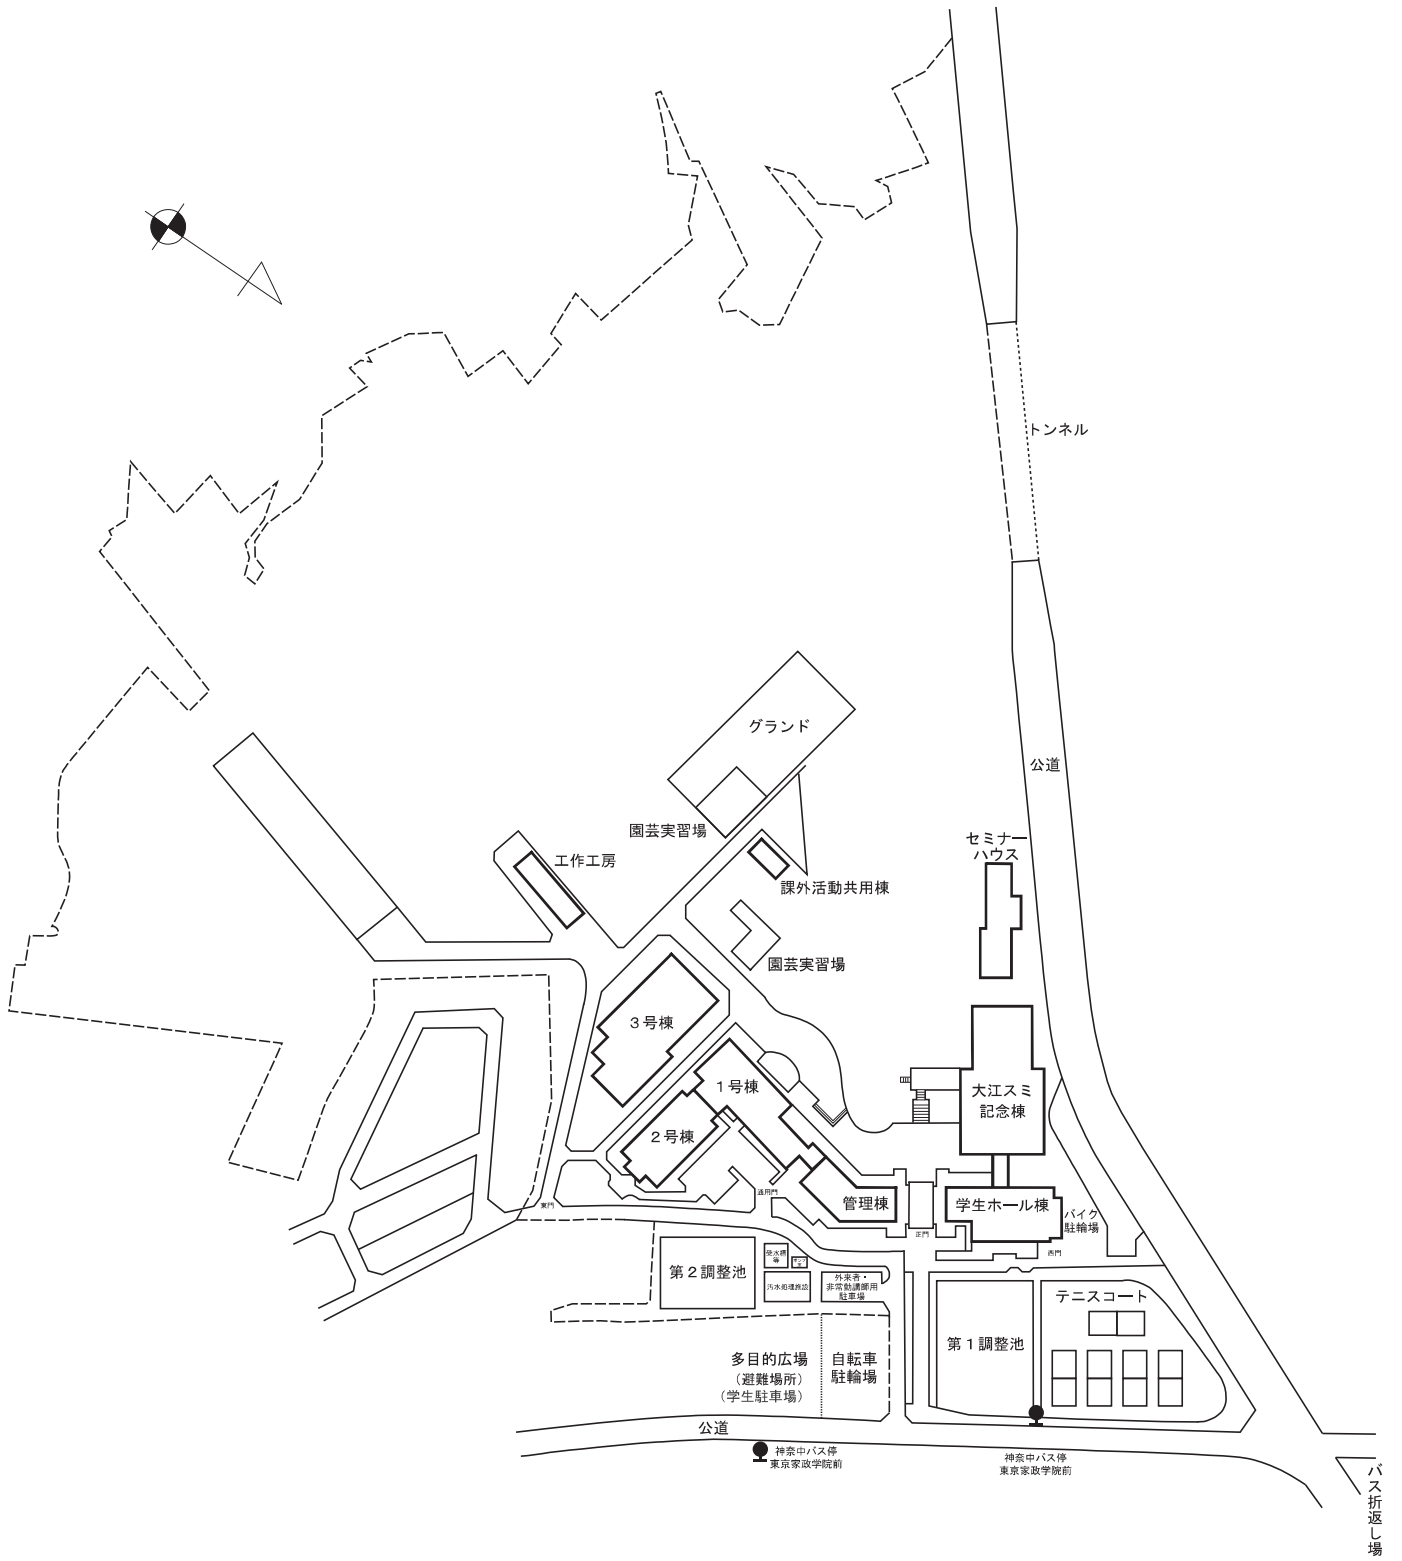 トンネル
グランド
公道
園芸実習場
セミナー
ハウス
工作工房
課外活動共用棟
園芸実習場
3号棟
1号棟
大江スミ
記念棟
2号棟
通用門
東門
管理棟
学生ホール棟
バイク
駐輪場
正門
西門
第2調整池
受水槽
等
ポンプ
室
汚水処理施設
外来者・
非常勤講師用
駐車場
テニスコート
第1調整池
多目的広場
(避難場所)
(学生駐車場)
自転車
駐輪場
公道
神奈中バス停
東京家政学院前
神奈中バス停
東京家政学院前
バス折返し場